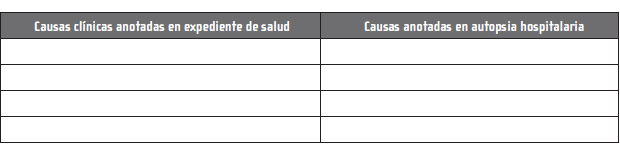 Causas clínicas anotadas en expediente de salud
Causas anotadas en autopsia hospitalaria